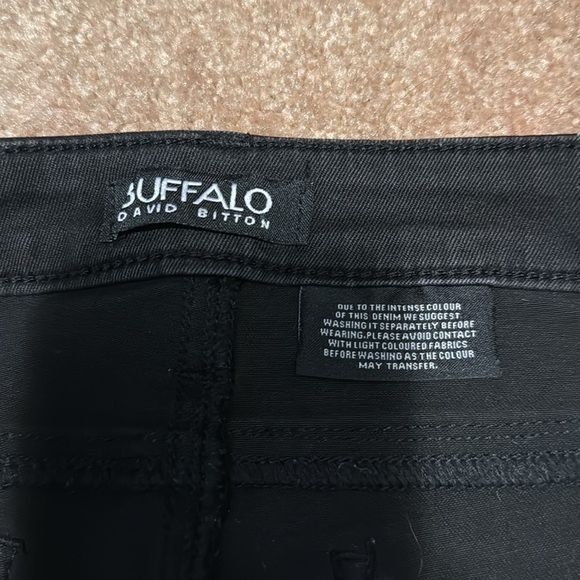 BUFFALO
DAVID BITTON
DUE TO THE INTENSE COLOUR
OF THIS DENIM WE SUGGEST
WASHING IT SEPARATELY BEFORE
WEARING.PLEASE AVOID CONTACT
WITH LIGHT COLOURED FABRICS
BEFORE WASHING AS THE COLOUR
MAY TRANSFER.